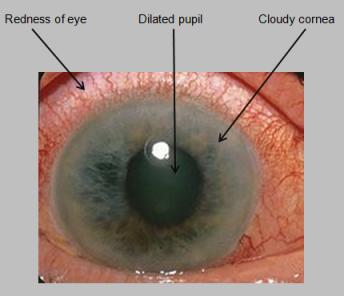 Redness of eye
Dilated pupil
Cloudy cornea